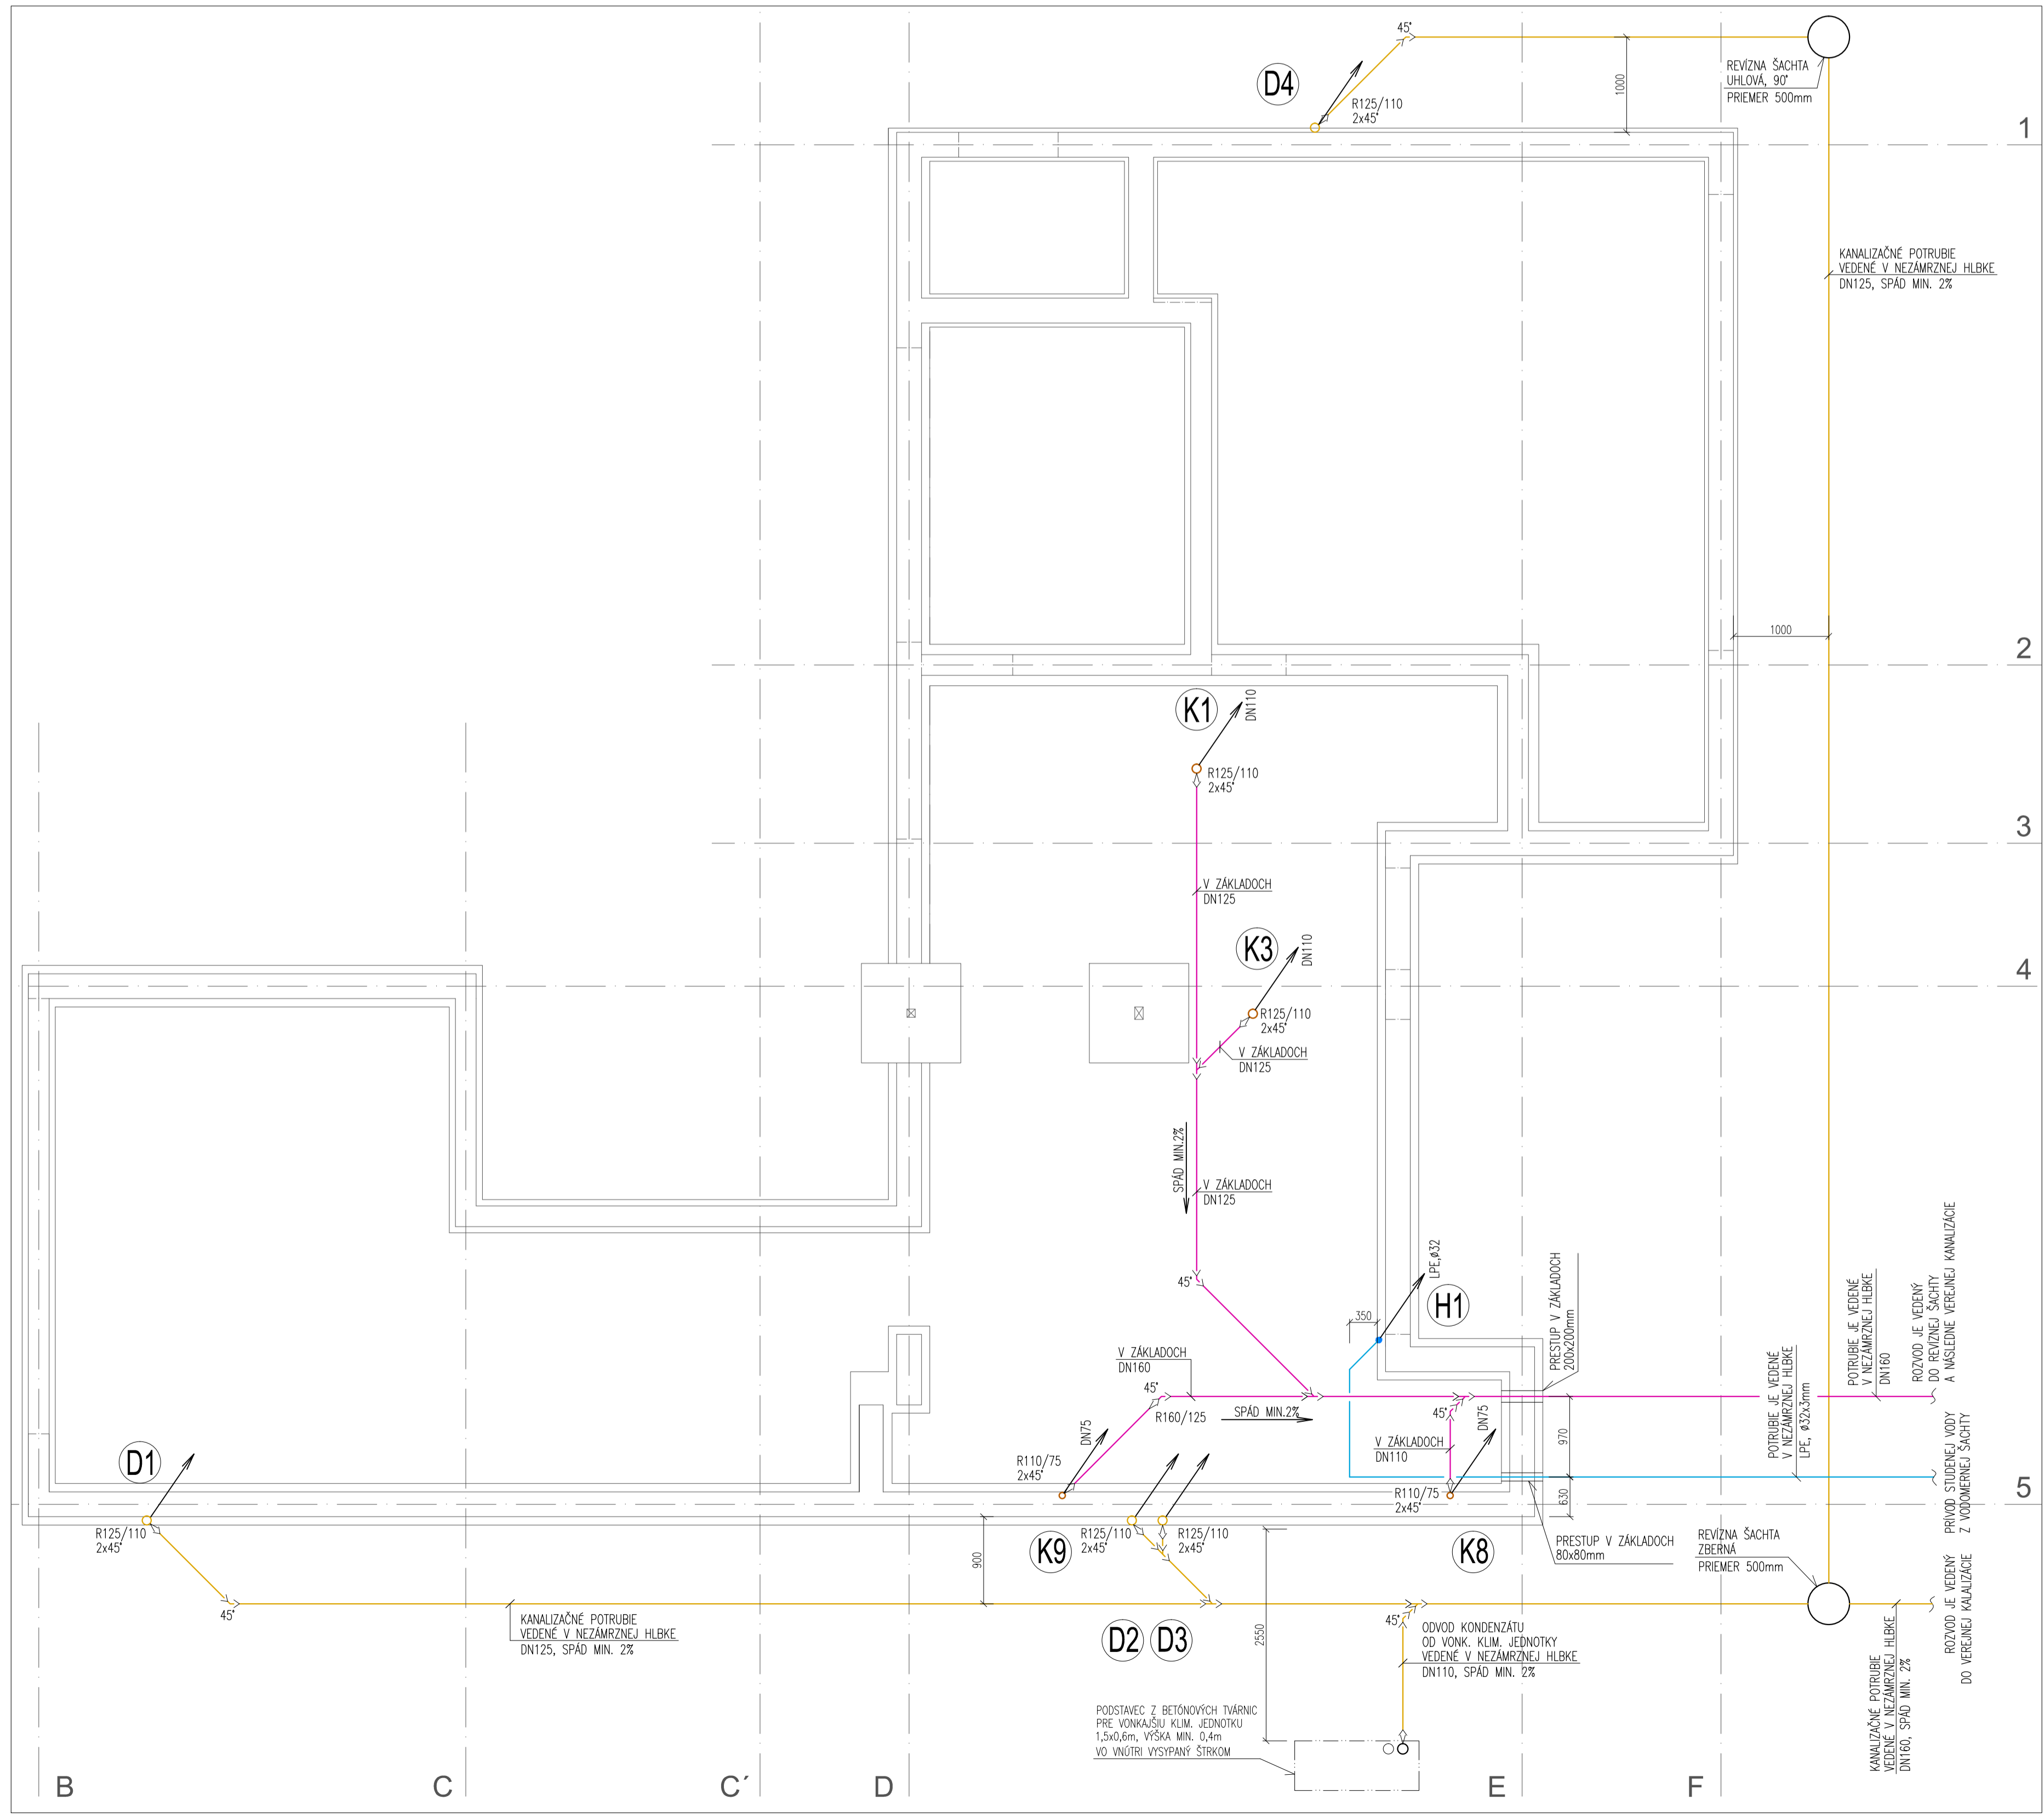 45°
D4
R125/110
2x45°
1000
REVÍZNA ŠACHTA
UHLOVÁ, 90°
PRIEMER 500mm
1
KANALIZAČNÉ POTRUBIE
VEDENÉ V NEZÁMRZNEJ HLBKE
DN125, SPÁD MIN. 2%
1000
2
K1
DN110
R125/110
2x45°
3
V ZÁKLADOCH
DN125
K3
DN110
4
R125/110
2x45°
V ZÁKLADOCH
DN125
SPÁD MIN.2%
V ZÁKLADOCH
DN125
45°
LPE,ø32
H1
350
PRESTUP V ZÁKLADOCH
200x200mm
V ZÁKLADOCH
DN160
45°
R160/125
SPÁD MIN.2%
45°
DN75
DN75
V ZÁKLADOCH
DN110
970
630
POTRUBIE JE VEDENÉ
V NEZÁMRZNEJ HLBKE
LPE, ø32x3mm
POTRUBIE JE VEDENÉ
V NEZÁMRZNEJ HLBKE
DN160
ROZVOD JE VEDENÝ
DO REVÍZNEJ ŠACHTY
A NÁSLEDNE VEREJNEJ KANALIZÁCIE
PRÍVOD STUDENEJ VODY
Z VODOMERNEJ ŠACHTY
D1
R110/75
2x45°
R110/75
2x45°
5
R125/110
2x45°
K9
R125/110
2x45°
R125/110
2x45°
K8
PRESTUP V ZÁKLADOCH
80x80mm
REVÍZNA ŠACHTA
ZBERNÁ
PRIEMER 500mm
900
45°
KANALIZAČNÉ POTRUBIE
VEDENÉ V NEZÁMRZNEJ HLBKE
DN125, SPÁD MIN. 2%
D2
D3
2550
45°
ODVOD KONDENZÁTU
OD VONK. KLIM. JEDNOTKY
VEDENÉ V NEZÁMRZNEJ HLBKE
DN110, SPÁD MIN. 2%
ROZVOD JE VEDENÝ
DO VEREJNEJ KALALIZÁCIE
KANALIZAČNÉ POTRUBIE
VEDENÉ V NEZÁMRZNEJ HLBKE
DN160, SPÁD MIN. 2%
PODSTAVEC Z BETÓNOVÝCH TVÁRNIC
PRE VONKAJŠIU KLIM. JEDNOTKU
1,5x0,6m, VÝŠKA MIN. 0,4m
VO VNÚTRI VYSYPANÝ ŠTRKOM
B
C
C´
D
E
F